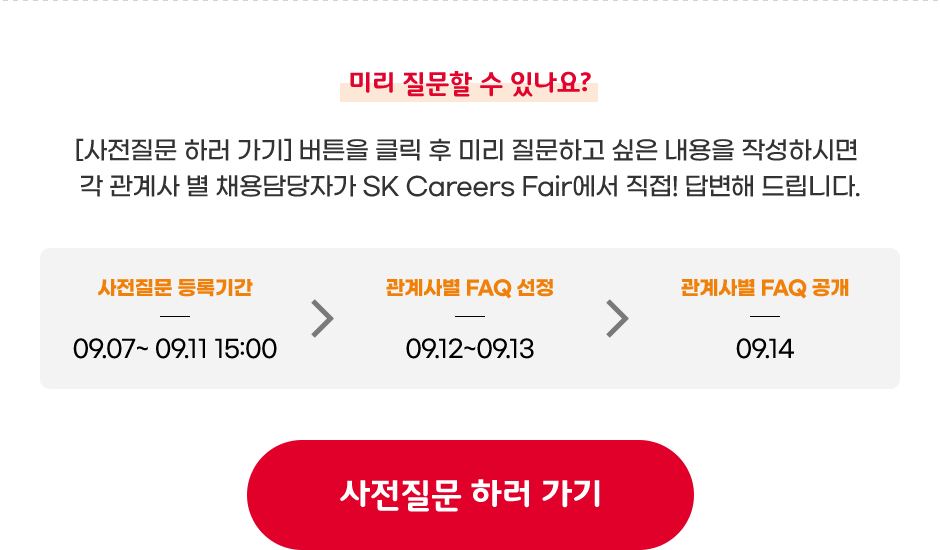 미리 질문할 수 있나요?
[사전질문 하러 가기] 버튼을 클릭 후 미리 질문하고 싶은 내용을 작성하시면
각 관계사 별 채용담당자가 SK Careers Fair에서 직접! 답변해 드립니다.
사전질문 등록기간
09.07~ 09.11 15:00
관계사별 FAQ 선정
09.12~09.13
관계사별 FAQ 공개
09.14
사전질문 하러 가기